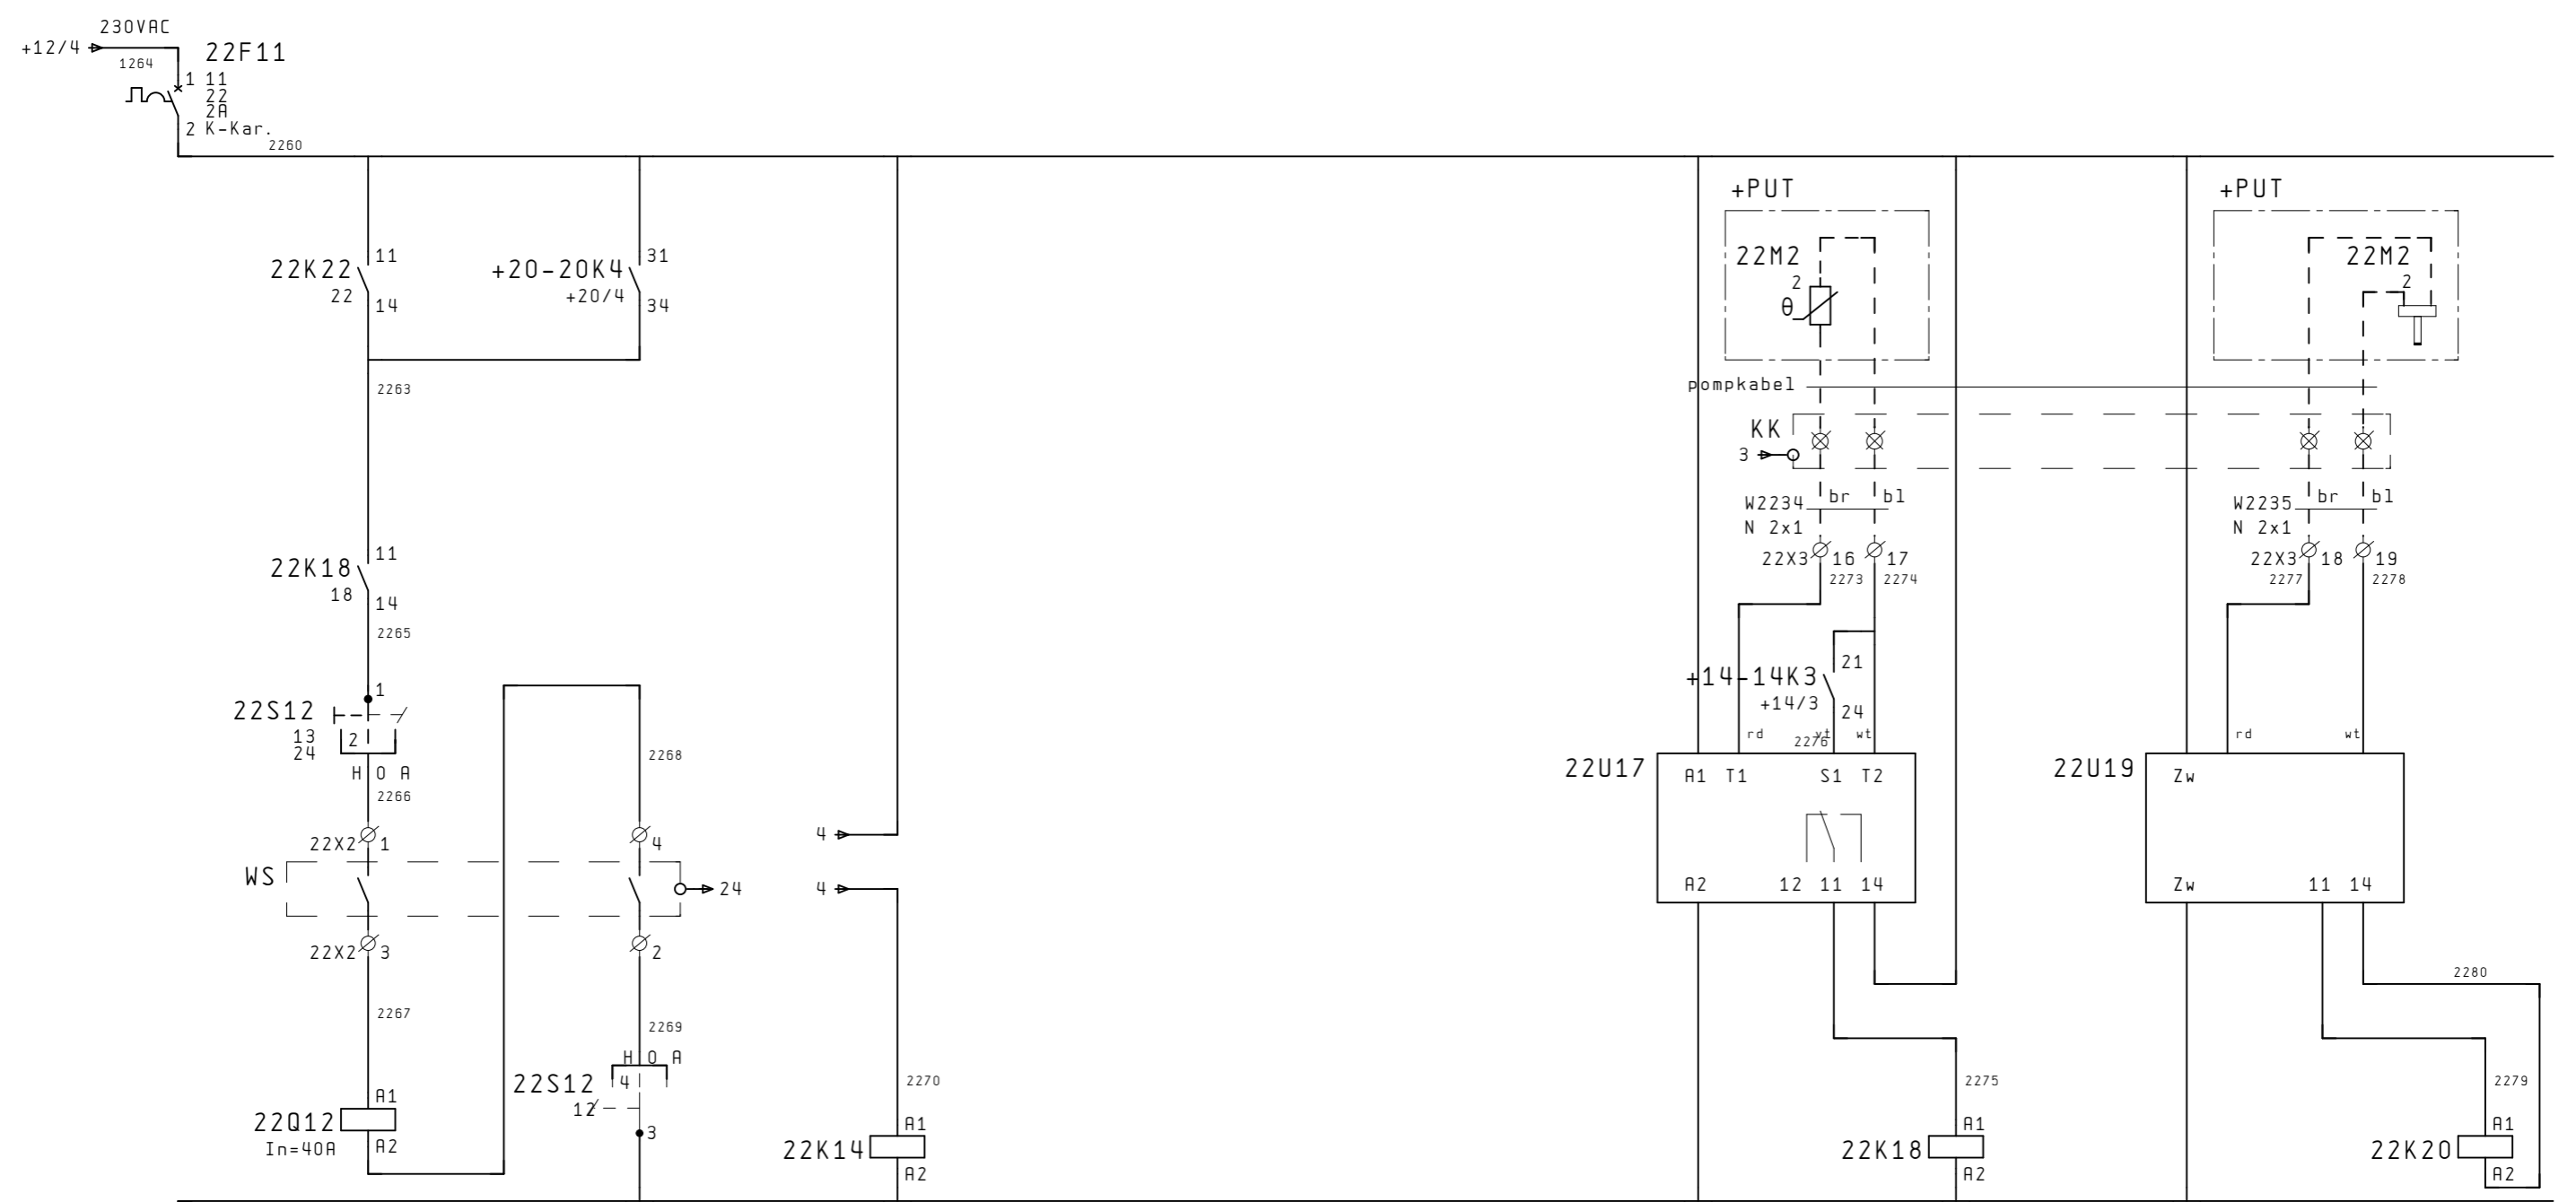 230VAC
+12/4
1264
22F11
1 11
22
2A
2 K-Kar.
2260
22K22
22
11
14
+20-20K4
+20/4
31
34
2263
22K18
18
11
14
2265
1
22S12
13
24
2
H O A
2266
22X2 1
WS
22X2 3
2267
22Q12
In=40A
A1
A2
2268
4
24
2
2269
H O A
22S12
4
12
3
4
4
2270
22K14
A1
A2
+PUT
22M2
2
θ
pompkabel
KK
3
W2234
N 2x1
br
bl
22X3 16
17
2273
2274
+14-14K3
+14/3
21
24
rd
2276
wt
22U17
A1 T1 S1 T2
A2 12 11 14
2275
22K18
A1
A2
+PUT
22M2
2
W2235
N 2x1
br
bl
22X3 18
19
2277
2278
rd
wt
22U19
Zw
Zw 11 14
2280
2279
22K20
A1
A2